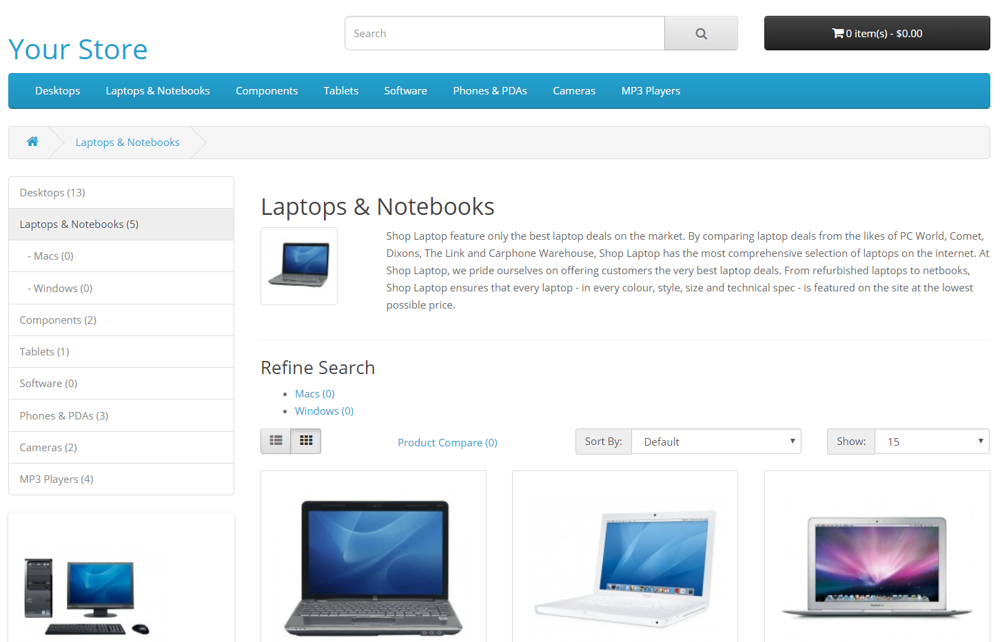 Search
0 item(s) - $0.00
Your Store
Desktops Laptops & Notebooks Components Tablets Software Phones & PDAs Cameras MP3 Players
Laptops & Notebooks
Desktops (13)
Laptops & Notebooks (5)
- Macs (0)
- Windows (0)
Components (2)
Tablets (1)
Software (0)
Phones & PDAs (3)
Cameras (2)
MP3 Players (4)
Laptops & Notebooks
Shop Laptop feature only the best laptop deals on the market. By comparing laptop deals from the likes of PC World, Comet,
Dixons, The Link and Carphone Warehouse, Shop Laptop has the most comprehensive selection of laptops on the internet. At
Shop Laptop, we pride ourselves on offering customers the very best laptop deals. From refurbished laptops to netbooks,
Shop Laptop ensures that every laptop - in every colour, style, size and technical spec - is featured on the site at the lowest
possible price.
Refine Search
Macs (0)
Windows (0)
Product Compare (0)
Sort By: Default
Show: 15